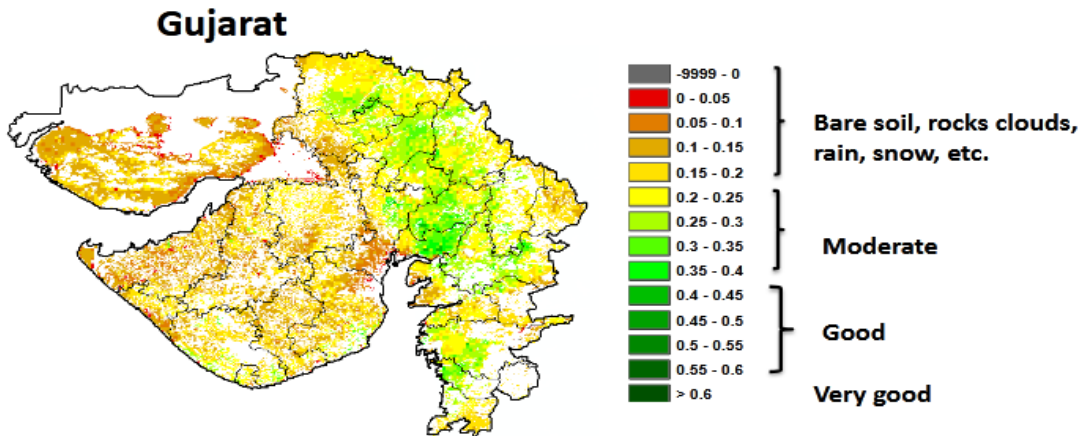 Gujarat
-9999 - 0
0 - 0.05
0.05 - 0.1
0.1 - 0.15
0.15 - 0.2
0.2 - 0.25
0.25 - 0.3
0.3 - 0.35
0.35 - 0.4
0.4 - 0.45
0.45 - 0.5
0.5 - 0.55
0.55 - 0.6
> 0.6
Bare soil, rocks clouds,
rain, snow, etc.
Moderate
Good
Very good